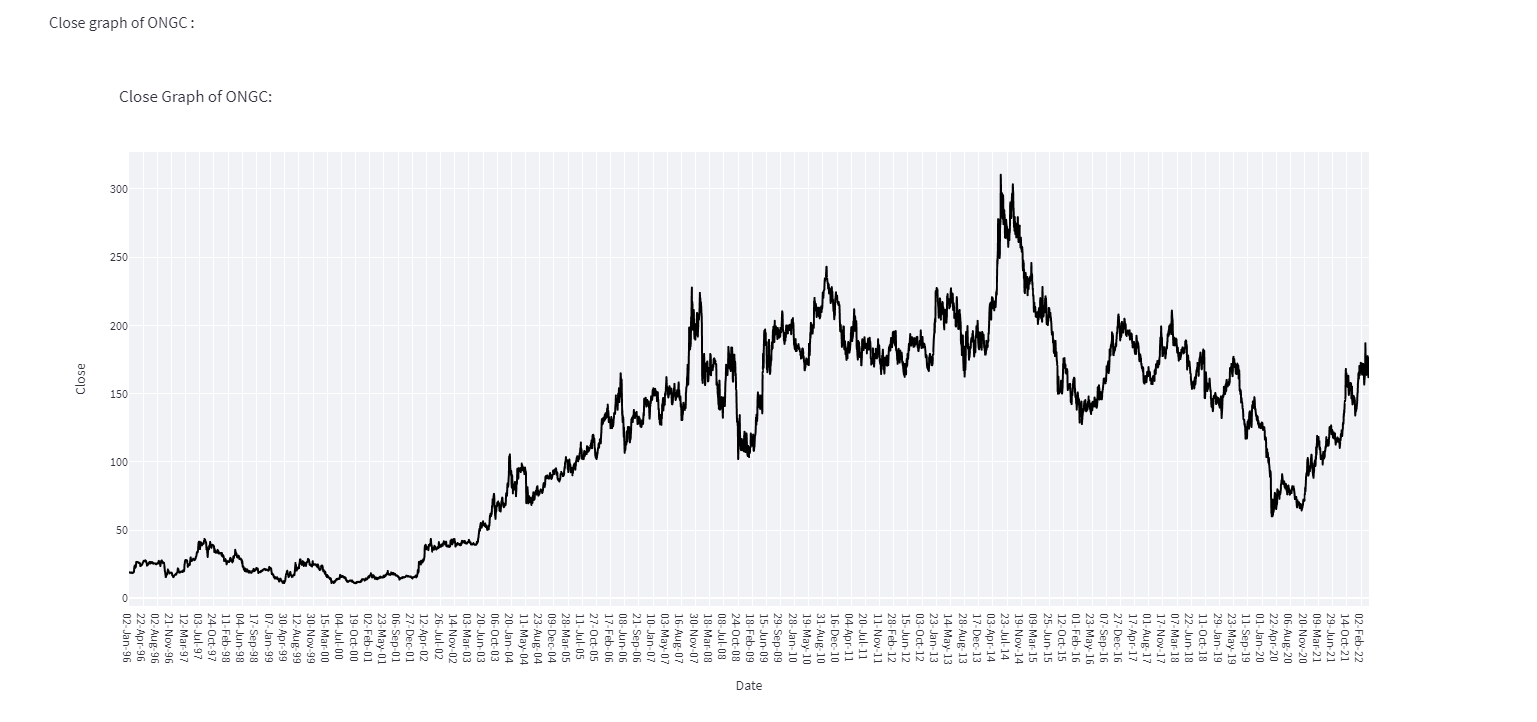 Close graph of ONGC :
Close Graph of ONGC:
300
250
200
150
100
50
0
Close
02-Jan-96
22-Apr-96
02-Aug-96
21-Nov-96
12-Mar-97
03-Jul-97
24-Oct-97
11-Feb-98
04-Jun-98
17-Sep-98
07-Jan-99
30-Apr-99
12-Aug-99
30-Nov-99
15-Mar-00
04-Jul-00
19-Oct-00
02-Feb-01
23-May-01
06-Sep-01
27-Dec-01
12-Apr-02
26-Jul-02
14-Nov-02
03-Mar-03
20-Jun-03
06-Oct-03
20-Jan-04
11-May-04
23-Aug-04
09-Dec-04
28-Mar-05
11-Jul-05
27-Oct-05
17-Feb-06
08-Jun-06
21-Sep-06
10-Jan-07
03-May-07
16-Aug-07
30-Nov-07
18-Mar-08
08-Jul-08
24-Oct-08
18-Feb-09
15-Jun-09
29-Sep-09
28-Jan-10
19-May-10
31-Aug-10
16-Dec-10
04-Apr-11
20-Jul-11
11-Nov-11
28-Feb-12
15-Jun-12
03-Oct-12
23-Jan-13
14-May-13
28-Aug-13
17-Dec-13
03-Apr-14
23-Jul-14
19-Nov-14
09-Mar-15
25-Jun-15
12-Oct-15
01-Feb-16
23-May-16
07-Sep-16
27-Dec-16
17-Apr-17
01-Aug-17
17-Nov-17
07-Mar-18
22-Jun-18
11-Oct-18
29-Jan-19
23-May-19
11-Sep-19
01-Jan-20
22-Apr-20
06-Aug-20
20-Nov-20
09-Mar-21
29-Jun-21
14-Oct-21
02-Feb-22
Date